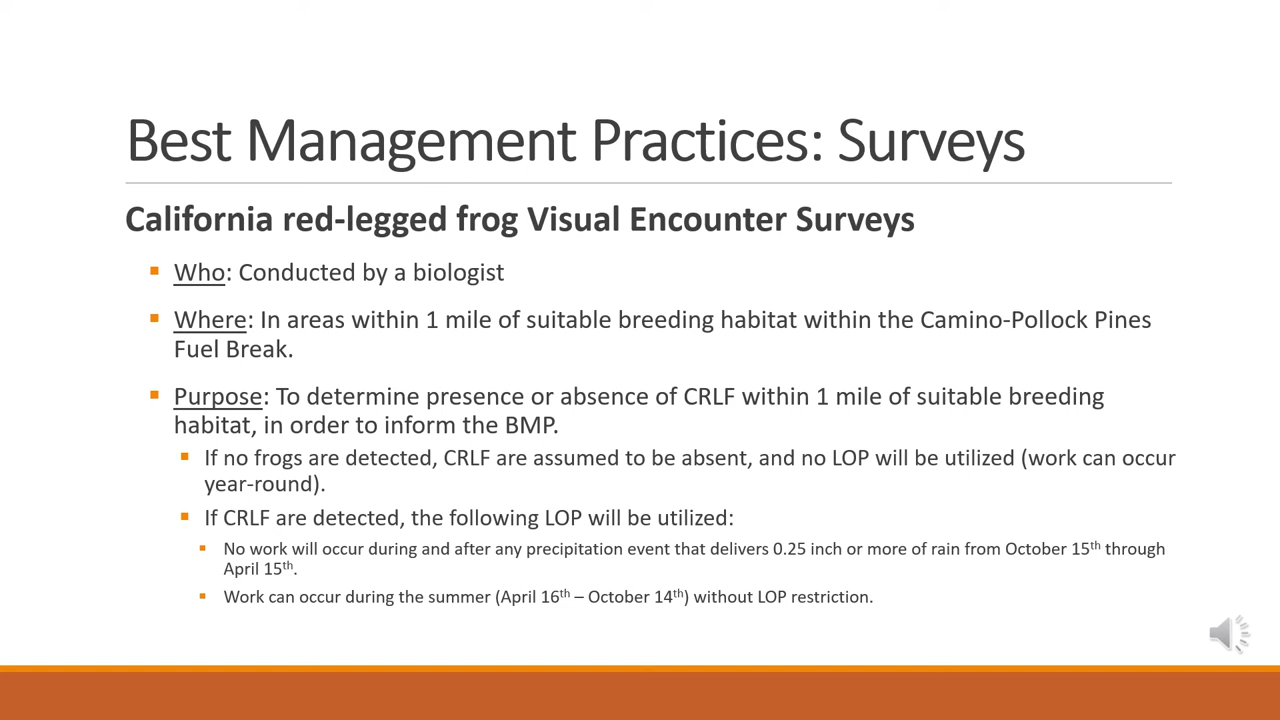 Best Management Practices: Surveys
California red-legged frog Visual Encounter Surveys
▪ Who: Conducted by a biologist
▪ Where: In areas within 1 mile of suitable breeding habitat within the Camino-Pollock Pines
Fuel Break.
▪ Purpose: To determine presence or absence of CRLF within 1 mile of suitable breeding
habitat, in order to inform the BMP.
▪ If no frogs are detected, CRLF are assumed to be absent, and no LOP will be utilized (work can occur
year-round).
▪ If CRLF are detected, the following LOP will be utilized:
▪ No work will occur during and after any precipitation event that delivers 0.25 inch or more of rain from October 15th through
April 15th.
▪ Work can occur during the summer (April 16th – October 14th) without LOP restriction.